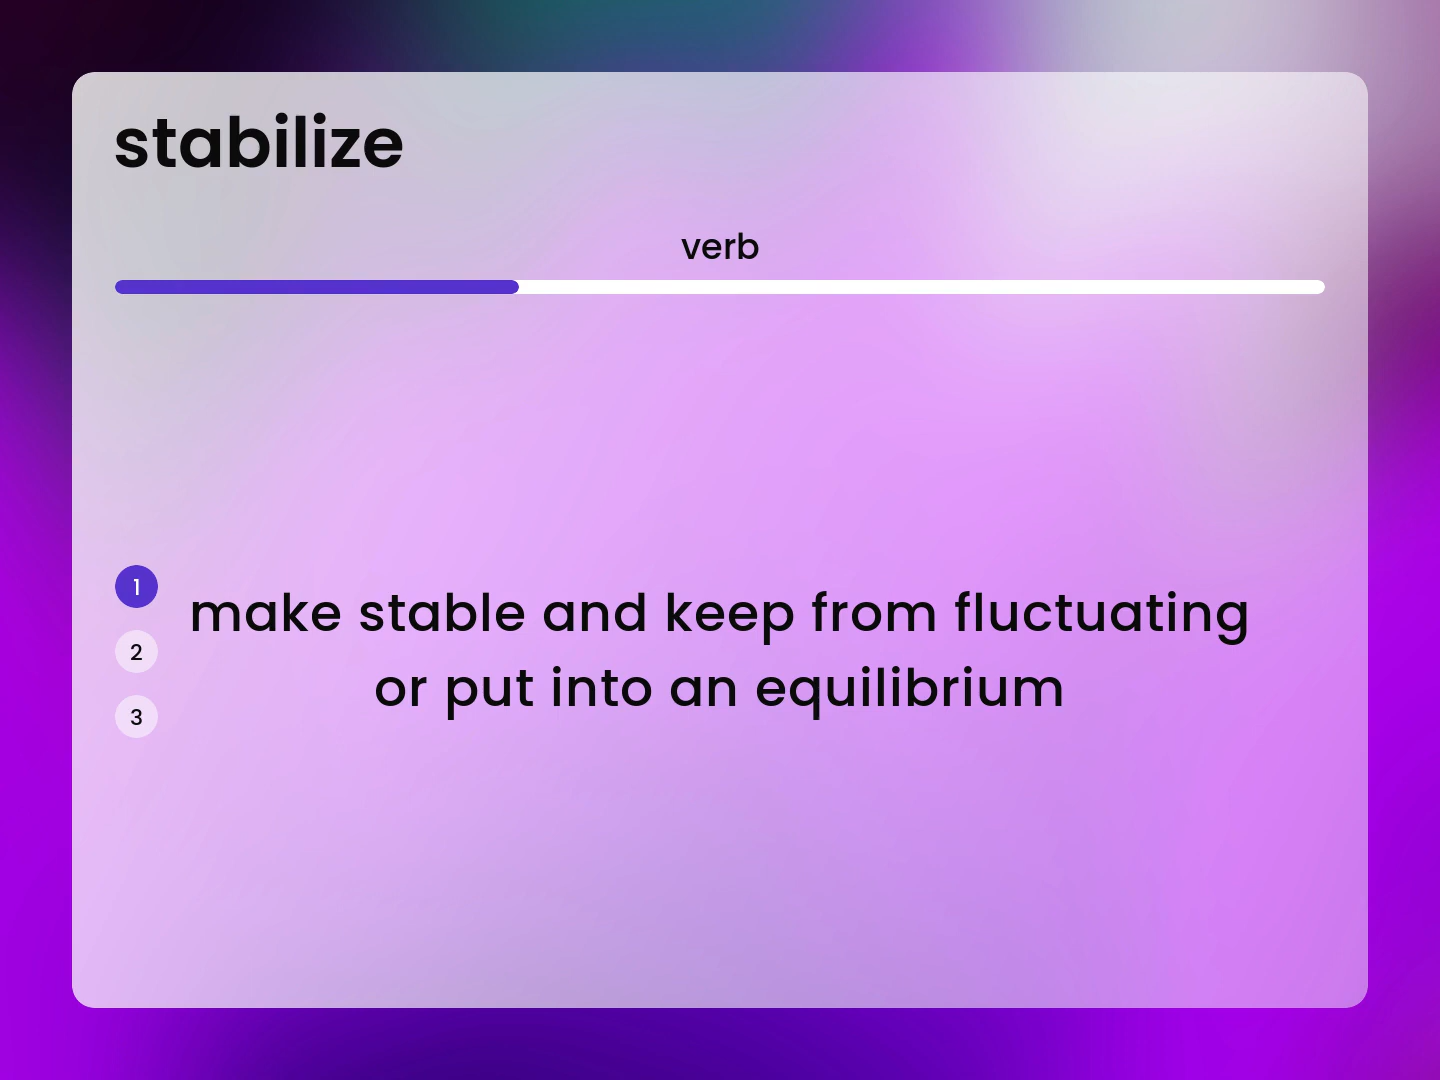 stabilize
verb
1
2
3
make stable and keep from fluctuating
or put into an equilibrium